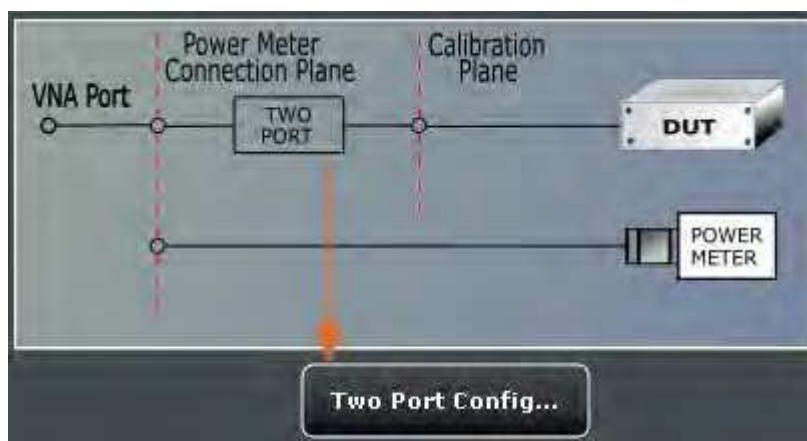 Power Meter
Connection Plane
Calibration
Plane
VNA Port
TWO
PORT
DUT
POWER
METER
Two Port Config...